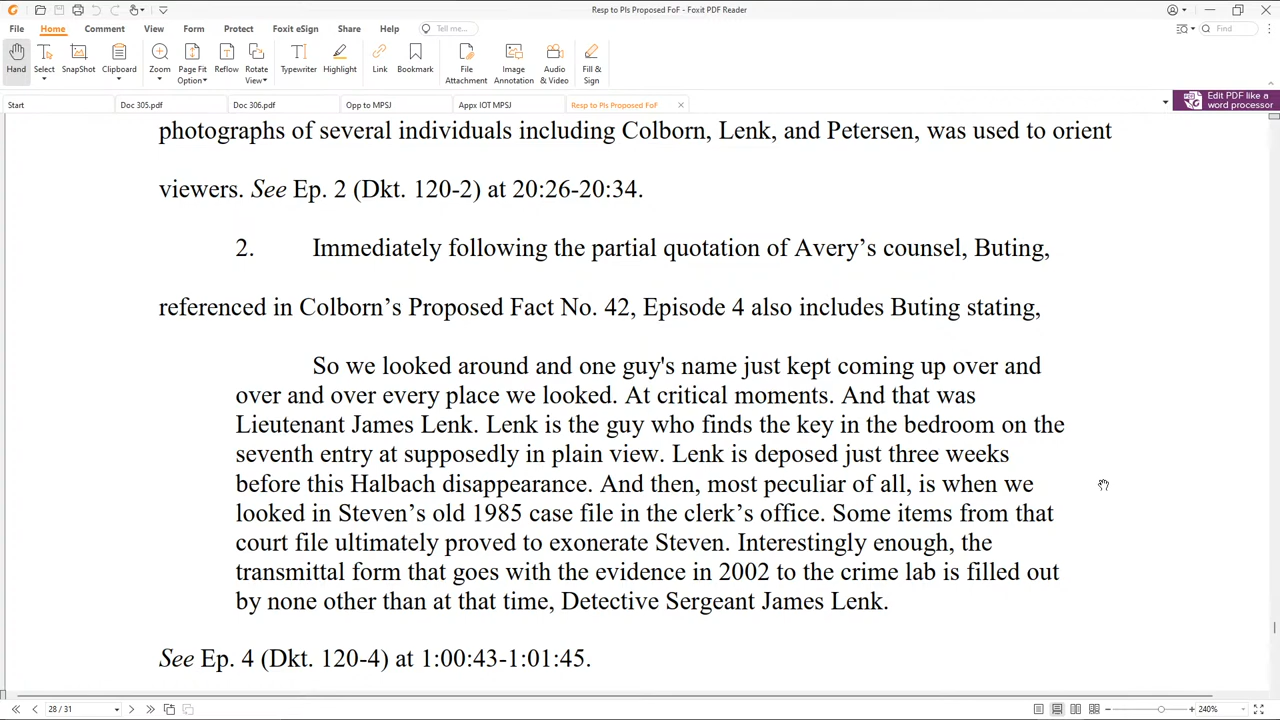 Resp to Pls Proposed FoF - Foxit PDF Reader
File Home Comment View Form Protect Foxit eSign Share Help Tell me... Find
Hand Select SnapShot Clipboard Zoom Page Fit Option Reflow Rotate View Typewriter Highlight Link Bookmark File Attachment Image Annotation Audio & Video Fill & Sign
Start Doc 305.pdf Doc 306.pdf Opp to MPSJ Appx IOT MPSJ Resp to Pls Proposed FoF Edit PDF like a word processor
photographs of several individuals including Colborn, Lenk, and Petersen, was used to orient
viewers. See Ep. 2 (Dkt. 120-2) at 20:26-20:34.
2. Immediately following the partial quotation of Avery’s counsel, Buting,
referenced in Colborn’s Proposed Fact No. 42, Episode 4 also includes Buting stating,
So we looked around and one guy's name just kept coming up over and
over and over every place we looked. At critical moments. And that was
Lieutenant James Lenk. Lenk is the guy who finds the key in the bedroom on the
seventh entry at supposedly in plain view. Lenk is deposed just three weeks
before this Halbach disappearance. And then, most peculiar of all, is when we
looked in Steven’s old 1985 case file in the clerk’s office. Some items from that
court file ultimately proved to exonerate Steven. Interestingly enough, the
transmittal form that goes with the evidence in 2002 to the crime lab is filled out
by none other than at that time, Detective Sergeant James Lenk.
See Ep. 4 (Dkt. 120-4) at 1:00:43-1:01:45.
28 / 31 240%